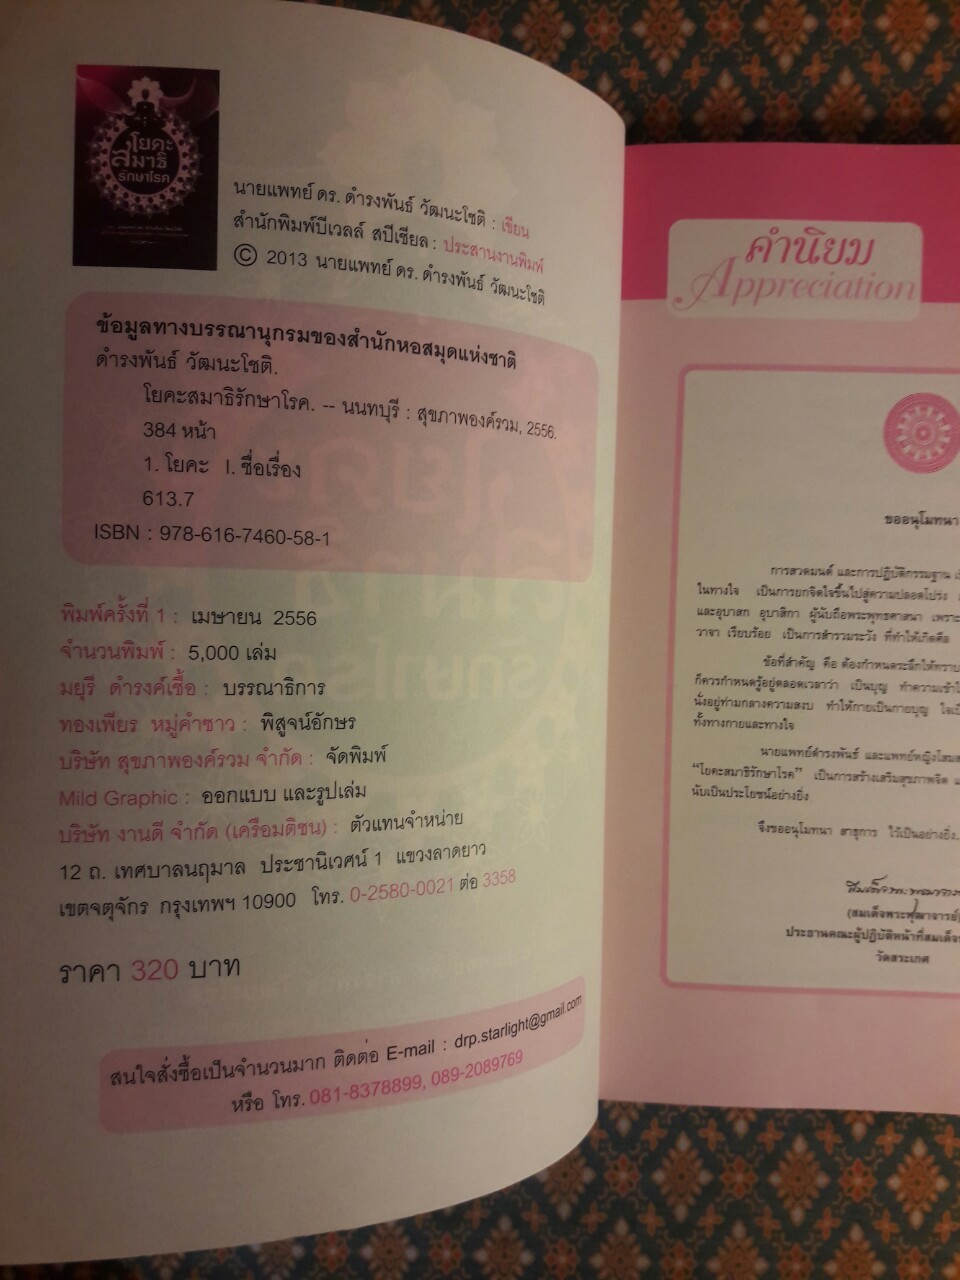 โยคะ
สมาธิ
รักษาโรค
นายแพทย์ ดร. ดำรงพันธ์ วัฒนะโชติ : เขียน
สำนักพิมพ์บีเวลล์ สปีเชียล : ประสานงานพิมพ์
© 2013 นายแพทย์ ดร. ดำรงพันธ์ วัฒนะโชติ
ข้อมูลทางบรรณานุกรมของสำนักหอสมุดแห่งชาติ
ดำรงพันธ์ วัฒนะโชติ.
โยคะสมาธิรักษาโรค. -- นนทบุรี : สุขภาพองค์รวม, 2556.
384 หน้า
1. โยคะ I. ชื่อเรื่อง
613.7
ISBN : 978-616-7460-58-1
พิมพ์ครั้งที่ 1 : เมษายน 2556
จำนวนพิมพ์ : 5,000 เล่ม
มยุรี ดำรงค์เชื้อ : บรรณาธิการ
ทองเพียร หมู่คำซาว : พิสูจน์อักษร
บริษัท สุขภาพองค์รวม จำกัด : จัดพิมพ์
Mild Graphic : ออกแบบ และรูปเล่ม
บริษัท งานดี จำกัด (เครือมติชน) : ตัวแทนจำหน่าย
12 ถ. เทศบาลนฤมาล ประชานิเวศน์ 1 แขวงลาดยาว
เขตจตุจักร กรุงเทพฯ 10900 โทร. 0-2580-0021 ต่อ 3358
ราคา 320 บาท
สนใจสั่งซื้อเป็นจำนวนมาก ติดต่อ E-mail : drp.starlight@gmail.com
หรือ โทร. 081-8378899, 089-2089769
คำนิยม
Appreciation
ขออนุโมทนา
การสวดมนต์ และการปฏิบัติกรรมฐาน
ในทางใจ เป็นการยกจิตใจขึ้นไปสู่ความปลอดโปร่ง
และอุบาสก อุบาสิกา ผู้นับถือพระพุทธศาสนา เพราะ
วาจา เรียบร้อย เป็นการสำรวมระวัง ที่ทำให้เกิดคือ
ข้อที่สำคัญ คือ ต้องกำหนดระลึกให้ทราบ
ก็ควรกำหนดรู้อยู่ตลอดเวลาว่า เป็นบุญ ทำความเข้าใ
นั่งอยู่ท่ามกลางความสงบ ทำให้กายเป็นกายบุญ ใจเป็
ทั้งทางกายและทางใจ
นายแพทย์ดำรงพันธ์ และแพทย์หญิงโสมส
“โยคะสมาธิรักษาโรค” เป็นการสร้างเสริมสุขภาพจิต แ
นับเป็นประโยชน์อย่างยิ่ง
จึงขออนุโมทนา สาธุการ ไว้เป็นอย่างยิ่ง.
(สมเด็จพระพุฒาจารย์)
ประธานคณะผู้ปฏิบัติหน้าที่สมเด็จพ
วัดสระเกศ